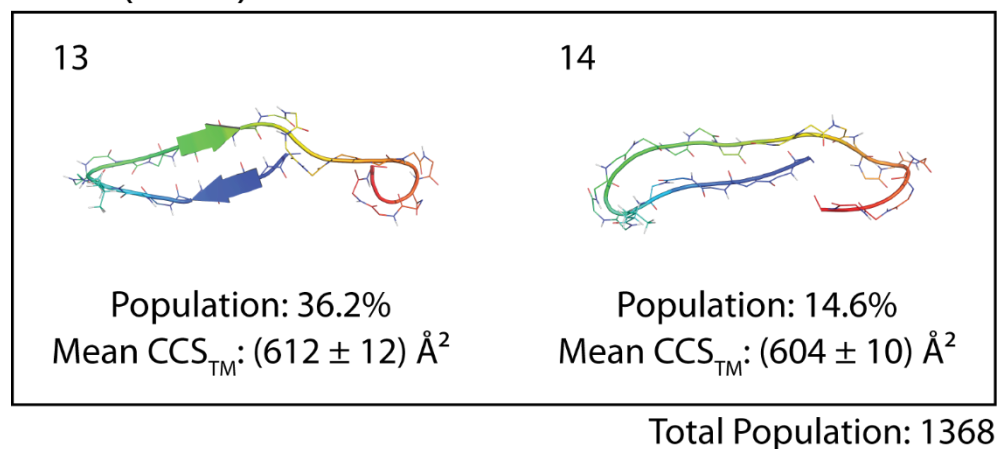 13
14
Population: 36.2%
Mean CCS_TM: (612 ± 12) Å²
Population: 14.6%
Mean CCS_TM: (604 ± 10) Å²
Total Population: 1368